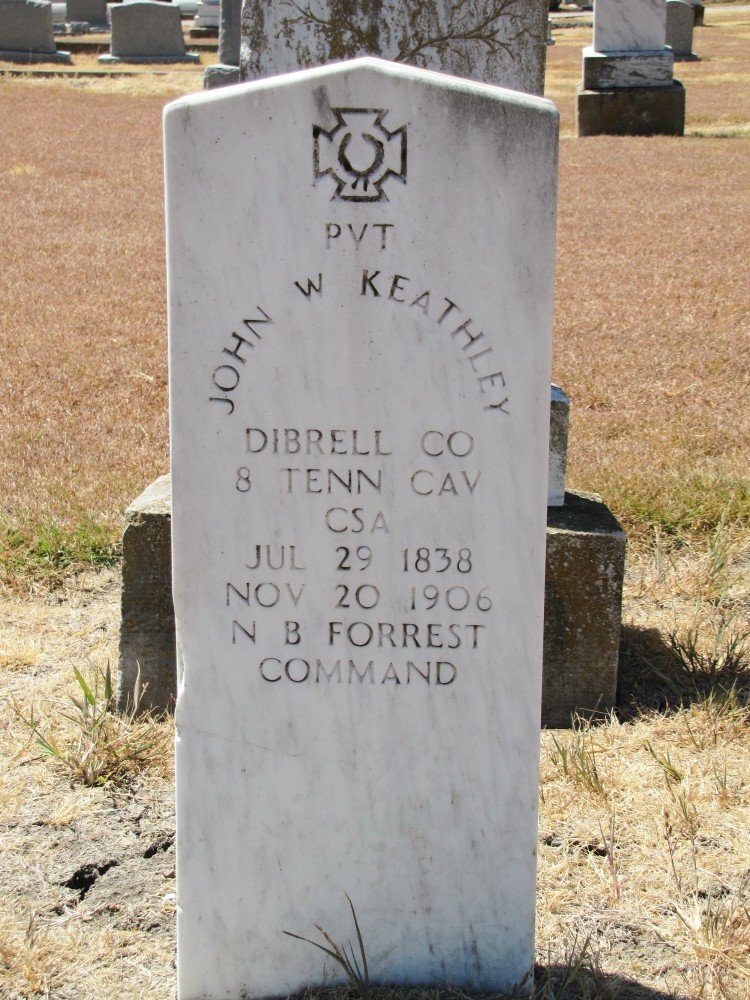 PVT
JOHN W KEATHLEY
DIBRELL CO
8 TENN CAV
CSA
JUL 29 1838
NOV 20 1906
N B FORREST
COMMAND